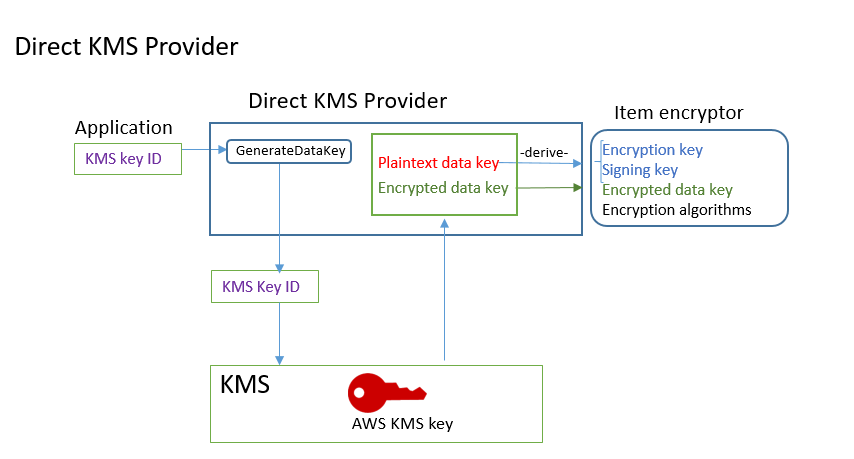 Direct KMS Provider
Direct KMS Provider
Item encryptor
Application
KMS key ID
GenerateDataKey
Plaintext data key
Encrypted data key
-derive-
Encryption key
Signing key
Encrypted data key
Encryption algorithms
KMS Key ID
KMS
AWS KMS key